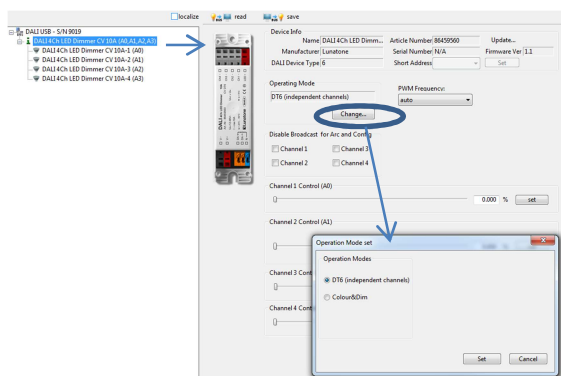 localize read save
DALI USB - S/N 9019
DALI 4Ch LED Dimmer CV 10A (A0,A1,A2,A3)
DALI 4Ch LED Dimmer CV 10A-1 (A0)
DALI 4Ch LED Dimmer CV 10A-2 (A1)
DALI 4Ch LED Dimmer CV 10A-3 (A2)
DALI 4Ch LED Dimmer CV 10A-4 (A3)
Device Info
Name DALI 4Ch LED Dimm... Article Number 86459560 Update...
Manufacturer Lunatone Serial Number N/A Firmware Ver 1.1
DALI Device Type 6 Short Address Set
Operating Mode
DT6 (independent channels)
Change...
PWM Frequency:
auto
Disable Broadcast for Arc and Config
Channel 1 Channel 3
Channel 2 Channel 4
Channel 1 Control (A0)
0.000 % set
Channel 2 Control (A1)
Channel 3 Cont
Channel 4 Cont
Operation Mode set
Operation Modes
DT6 (independent channels)
Colour&Dim
Set Cancel